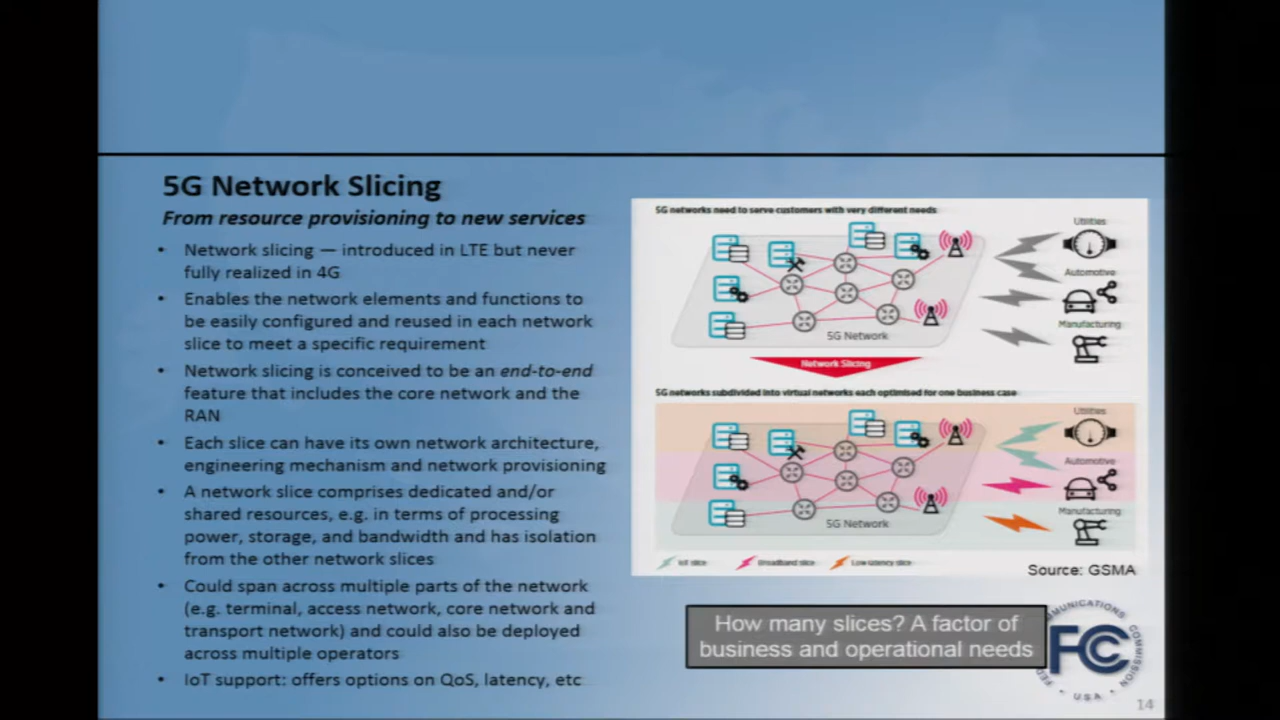 5G Network Slicing
From resource provisioning to new services
• Network slicing — introduced in LTE but never
fully realized in 4G
• Enables the network elements and functions to
be easily configured and reused in each network
slice to meet a specific requirement
• Network slicing is conceived to be an end-to-end
feature that includes the core network and the
RAN
• Each slice can have its own network architecture,
engineering mechanism and network provisioning
• A network slice comprises dedicated and/or
shared resources, e.g. in terms of processing
power, storage, and bandwidth and has isolation
from the other network slices
• Could span across multiple parts of the network
(e.g. terminal, access network, core network and
transport network) and could also be deployed
across multiple operators
• IoT support: offers options on QoS, latency, etc
5G networks need to serve customers with very different needs
Utilities
Automotive
Manufacturing
5G Network
Network Slicing
5G networks subdivided into virtual networks each optimised for one business case
Utilities
Automotive
Manufacturing
5G Network
IoT slice
Broadband slice
Low latency slice
Source: GSMA
How many slices? A factor of
business and operational needs
COMMISSION
FCC
U.S.A.
14